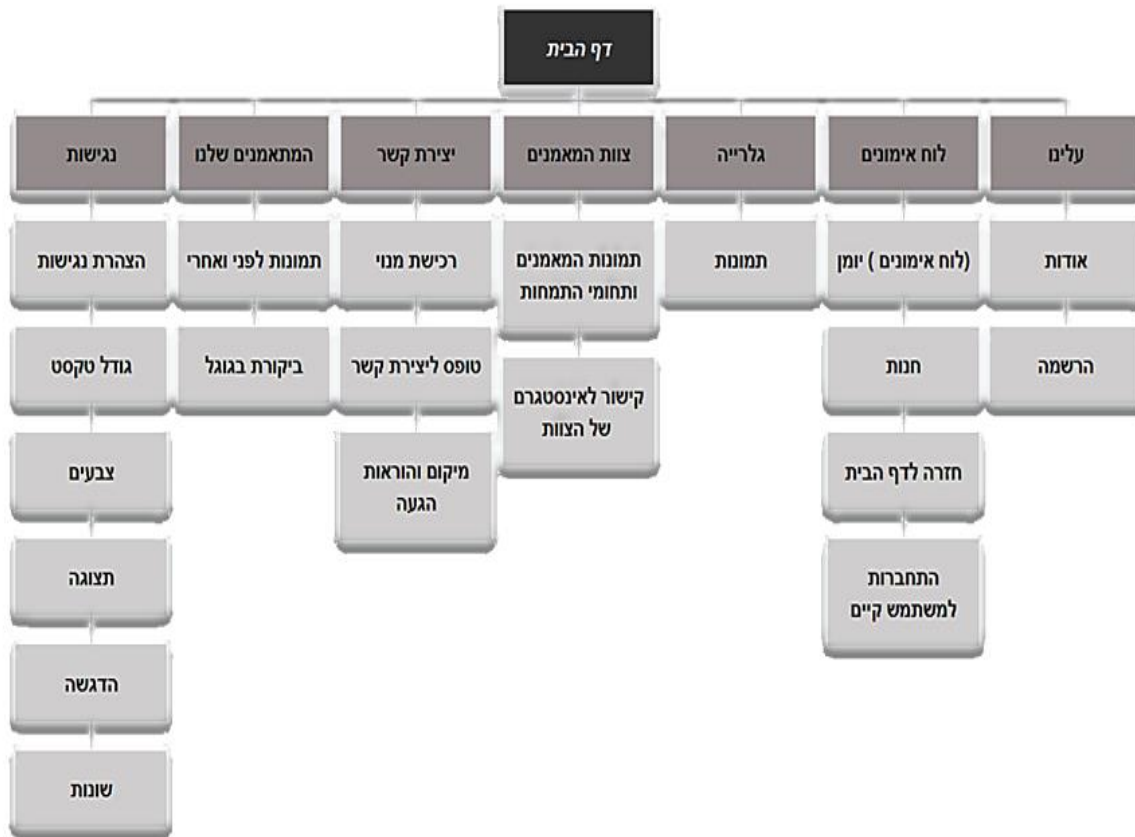 דף הבית
עלינו
לוח אימונים
גלרייה
צוות המאמנים
יצירת קשר
המתאמנים שלנו
נגישות
אודות
הרשמה
(לוח אימונים ) יומן
חנות
חזרה לדף הבית
התחברות
למשתמש קיים
תמונות
תמונות המאמנים
ותחומי התמחות
קישור לאינסטגרם
של הצוות
רכישת מנוי
טופס ליצירת קשר
מיקום והוראות
הגעה
תמונות לפני ואחרי
ביקורת בגוגל
הצהרת נגישות
גודל טקסט
צבעים
תצוגה
הדגשה
שונות